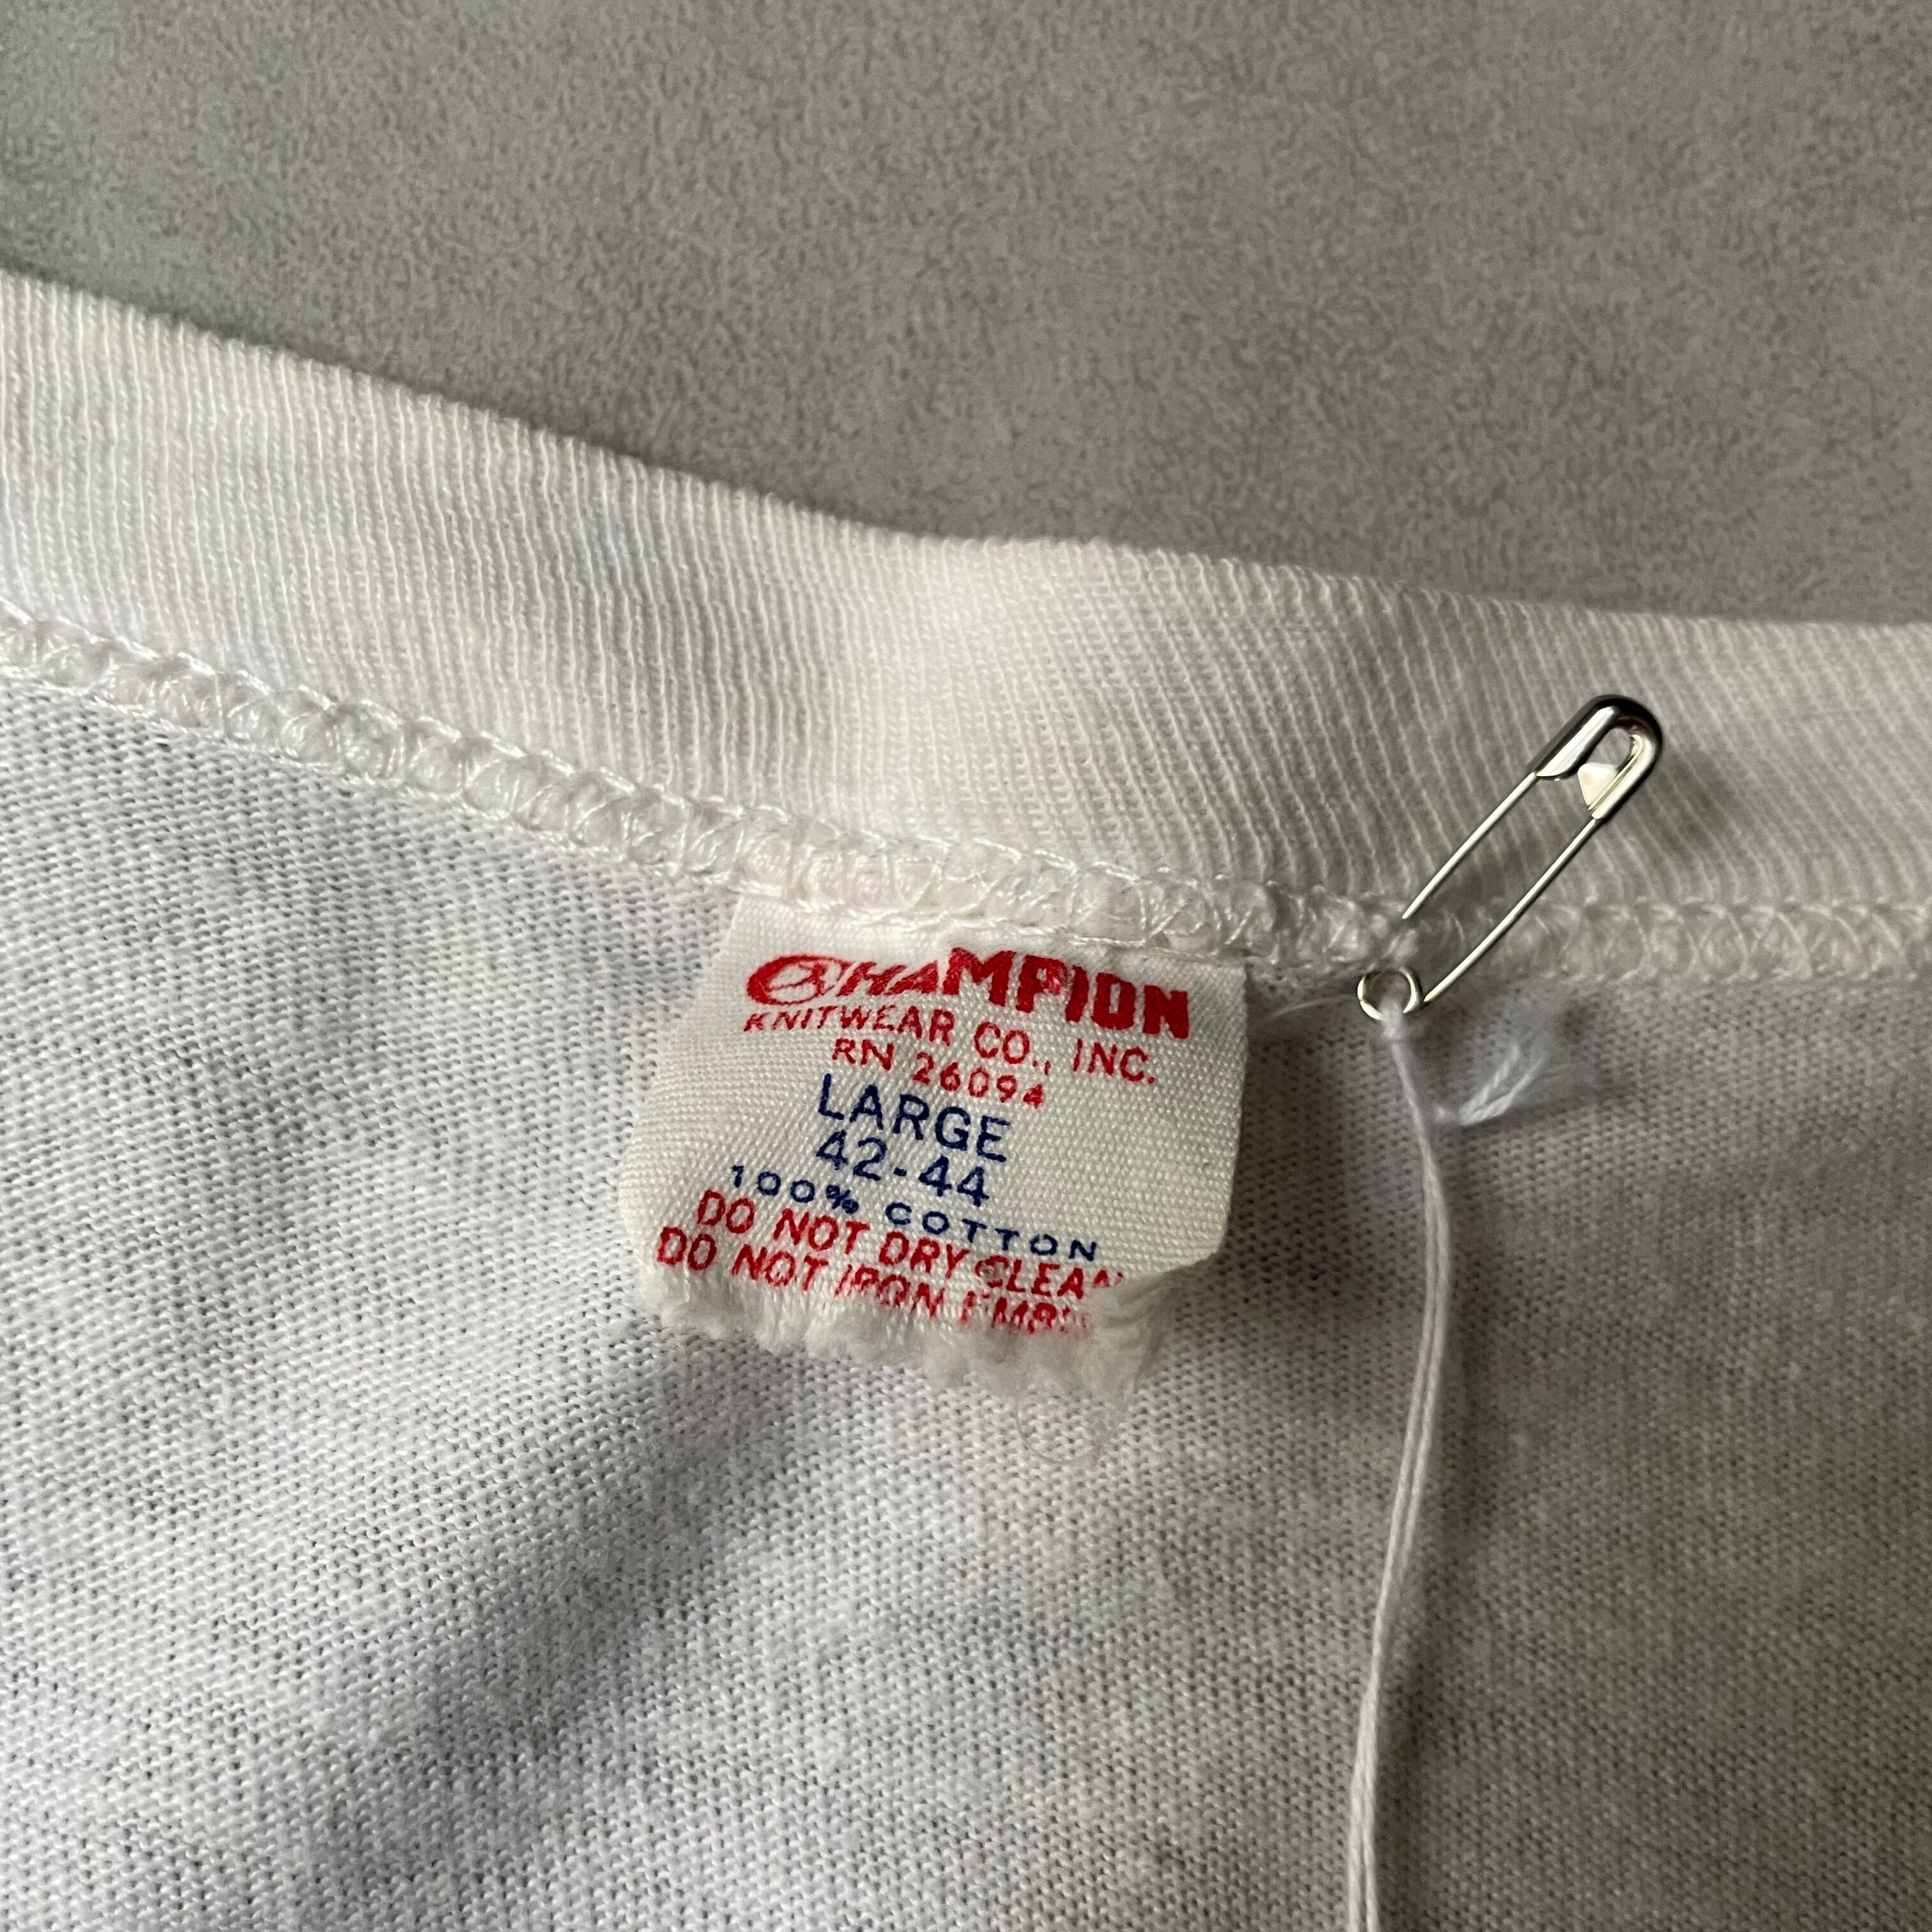 CHAMPION
KNITWEAR CO., INC.
RN 26094
LARGE
42-44
100% COTTON
DO NOT DRY CLEAN
DO NOT IRON